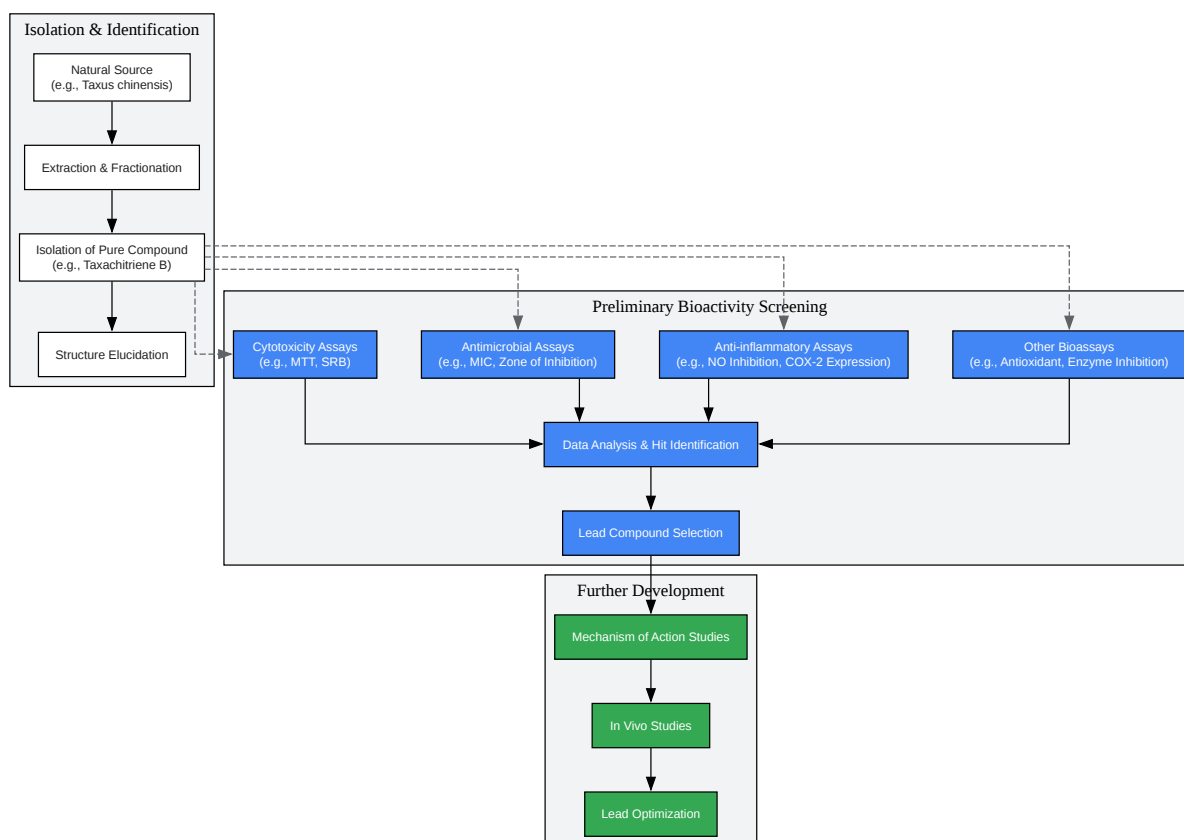 Isolation & Identification
Natural Source
(e.g., Taxus chinensis)
Extraction & Fractionation
Isolation of Pure Compound
(e.g., Taxachitriene B)
Structure Elucidation
Preliminary Bioactivity Screening
Cytotoxicity Assays
(e.g., MTT, SRB)
Antimicrobial Assays
(e.g., MIC, Zone of Inhibition)
Anti-inflammatory Assays
(e.g., NO Inhibition, COX-2 Expression)
Other Bioassays
(e.g., Antioxidant, Enzyme Inhibition)
Data Analysis & Hit Identification
Lead Compound Selection
Further Development
Mechanism of Action Studies
In Vivo Studies
Lead Optimization